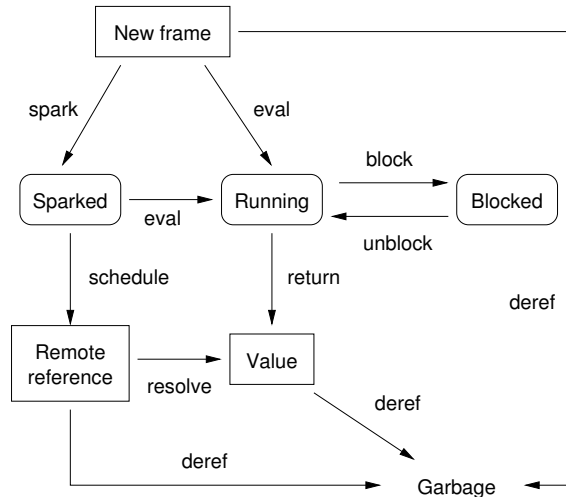 New frame
spark
eval
block
Sparked
Running
Blocked
eval
unblock
schedule
return
deref
Remote
reference
Value
resolve
deref
deref
Garbage